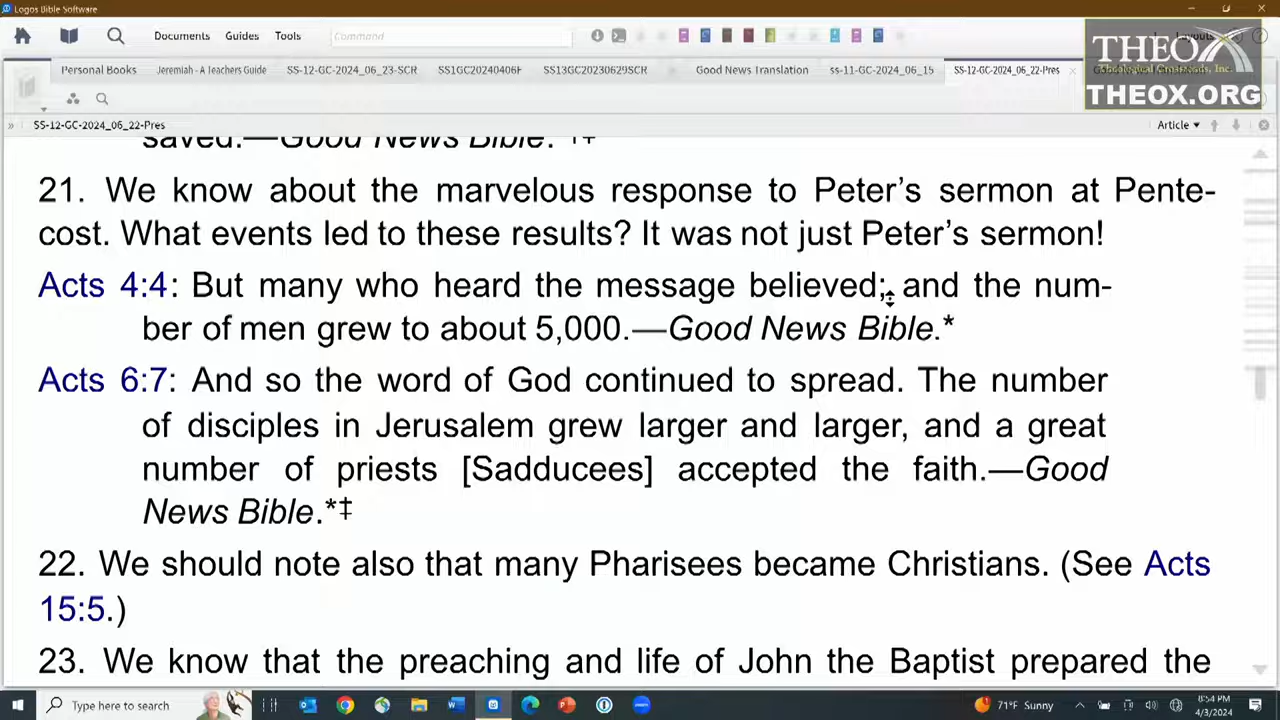 Logos Bible Software
Documents Guides Tools Command
THEOX
Theological Crossroads, Inc.
THEOX.ORG
Personal Books Jeremiah - A Teachers Guide SS-12-GC-2024_06_23-SCR SS13GC20230629SCR Good News Translation ss-11-GC-2024_06_15 SS-12-GC-2024_06_22-Pres
» SS-12-GC-2024_06_22-Pres Article
saved.—Good News Bible. †‡
21. We know about the marvelous response to Peter’s sermon at Pente-
cost. What events led to these results? It was not just Peter’s sermon!
Acts 4:4: But many who heard the message believed; and the num-
ber of men grew to about 5,000.—Good News Bible.*
Acts 6:7: And so the word of God continued to spread. The number
of disciples in Jerusalem grew larger and larger, and a great
number of priests [Sadducees] accepted the faith.—Good
News Bible.*‡
22. We should note also that many Pharisees became Christians. (See Acts
15:5.)
23. We know that the preaching and life of John the Baptist prepared the
Type here to search 71°F Sunny 8:54 PM
4/3/2024